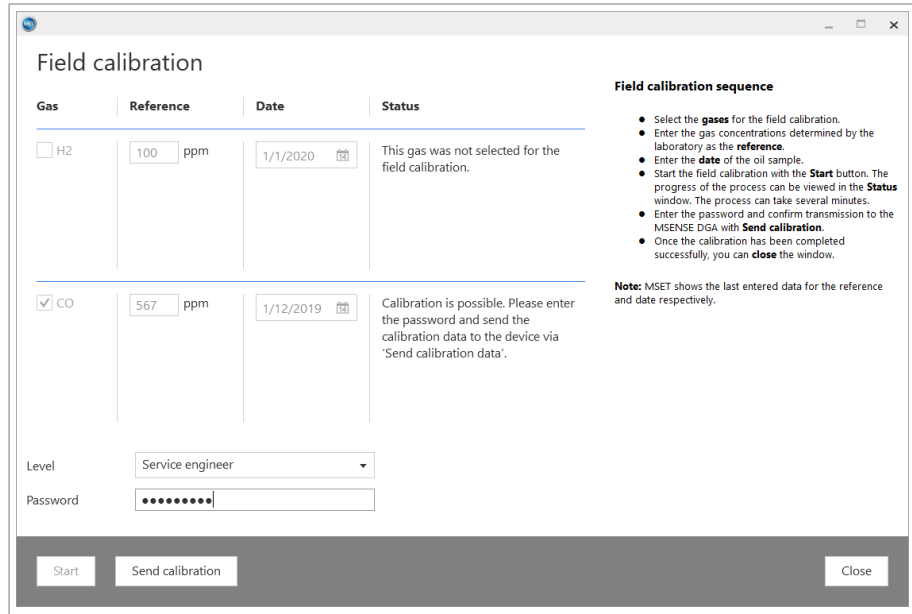 Field calibration
Gas
Reference
Date
Status
H2
100
ppm
1/1/2020
14
This gas was not selected for the
field calibration.
CO
567
ppm
1/12/2019
14
Calibration is possible. Please enter
the password and send the
calibration data to the device via
'Send calibration data'.
Level
Service engineer
Password
●●●●●●●●●
Start
Send calibration
Close
Field calibration sequence
● Select the gases for the field calibration.
● Enter the gas concentrations determined by the
laboratory as the reference.
● Enter the date of the oil sample.
● Start the field calibration with the Start button. The
progress of the process can be viewed in the Status
window. The process can take several minutes.
● Enter the password and confirm transmission to the
MSENSE DGA with Send calibration.
● Once the calibration has been completed
successfully, you can close the window.
Note: MSET shows the last entered data for the reference
and date respectively.